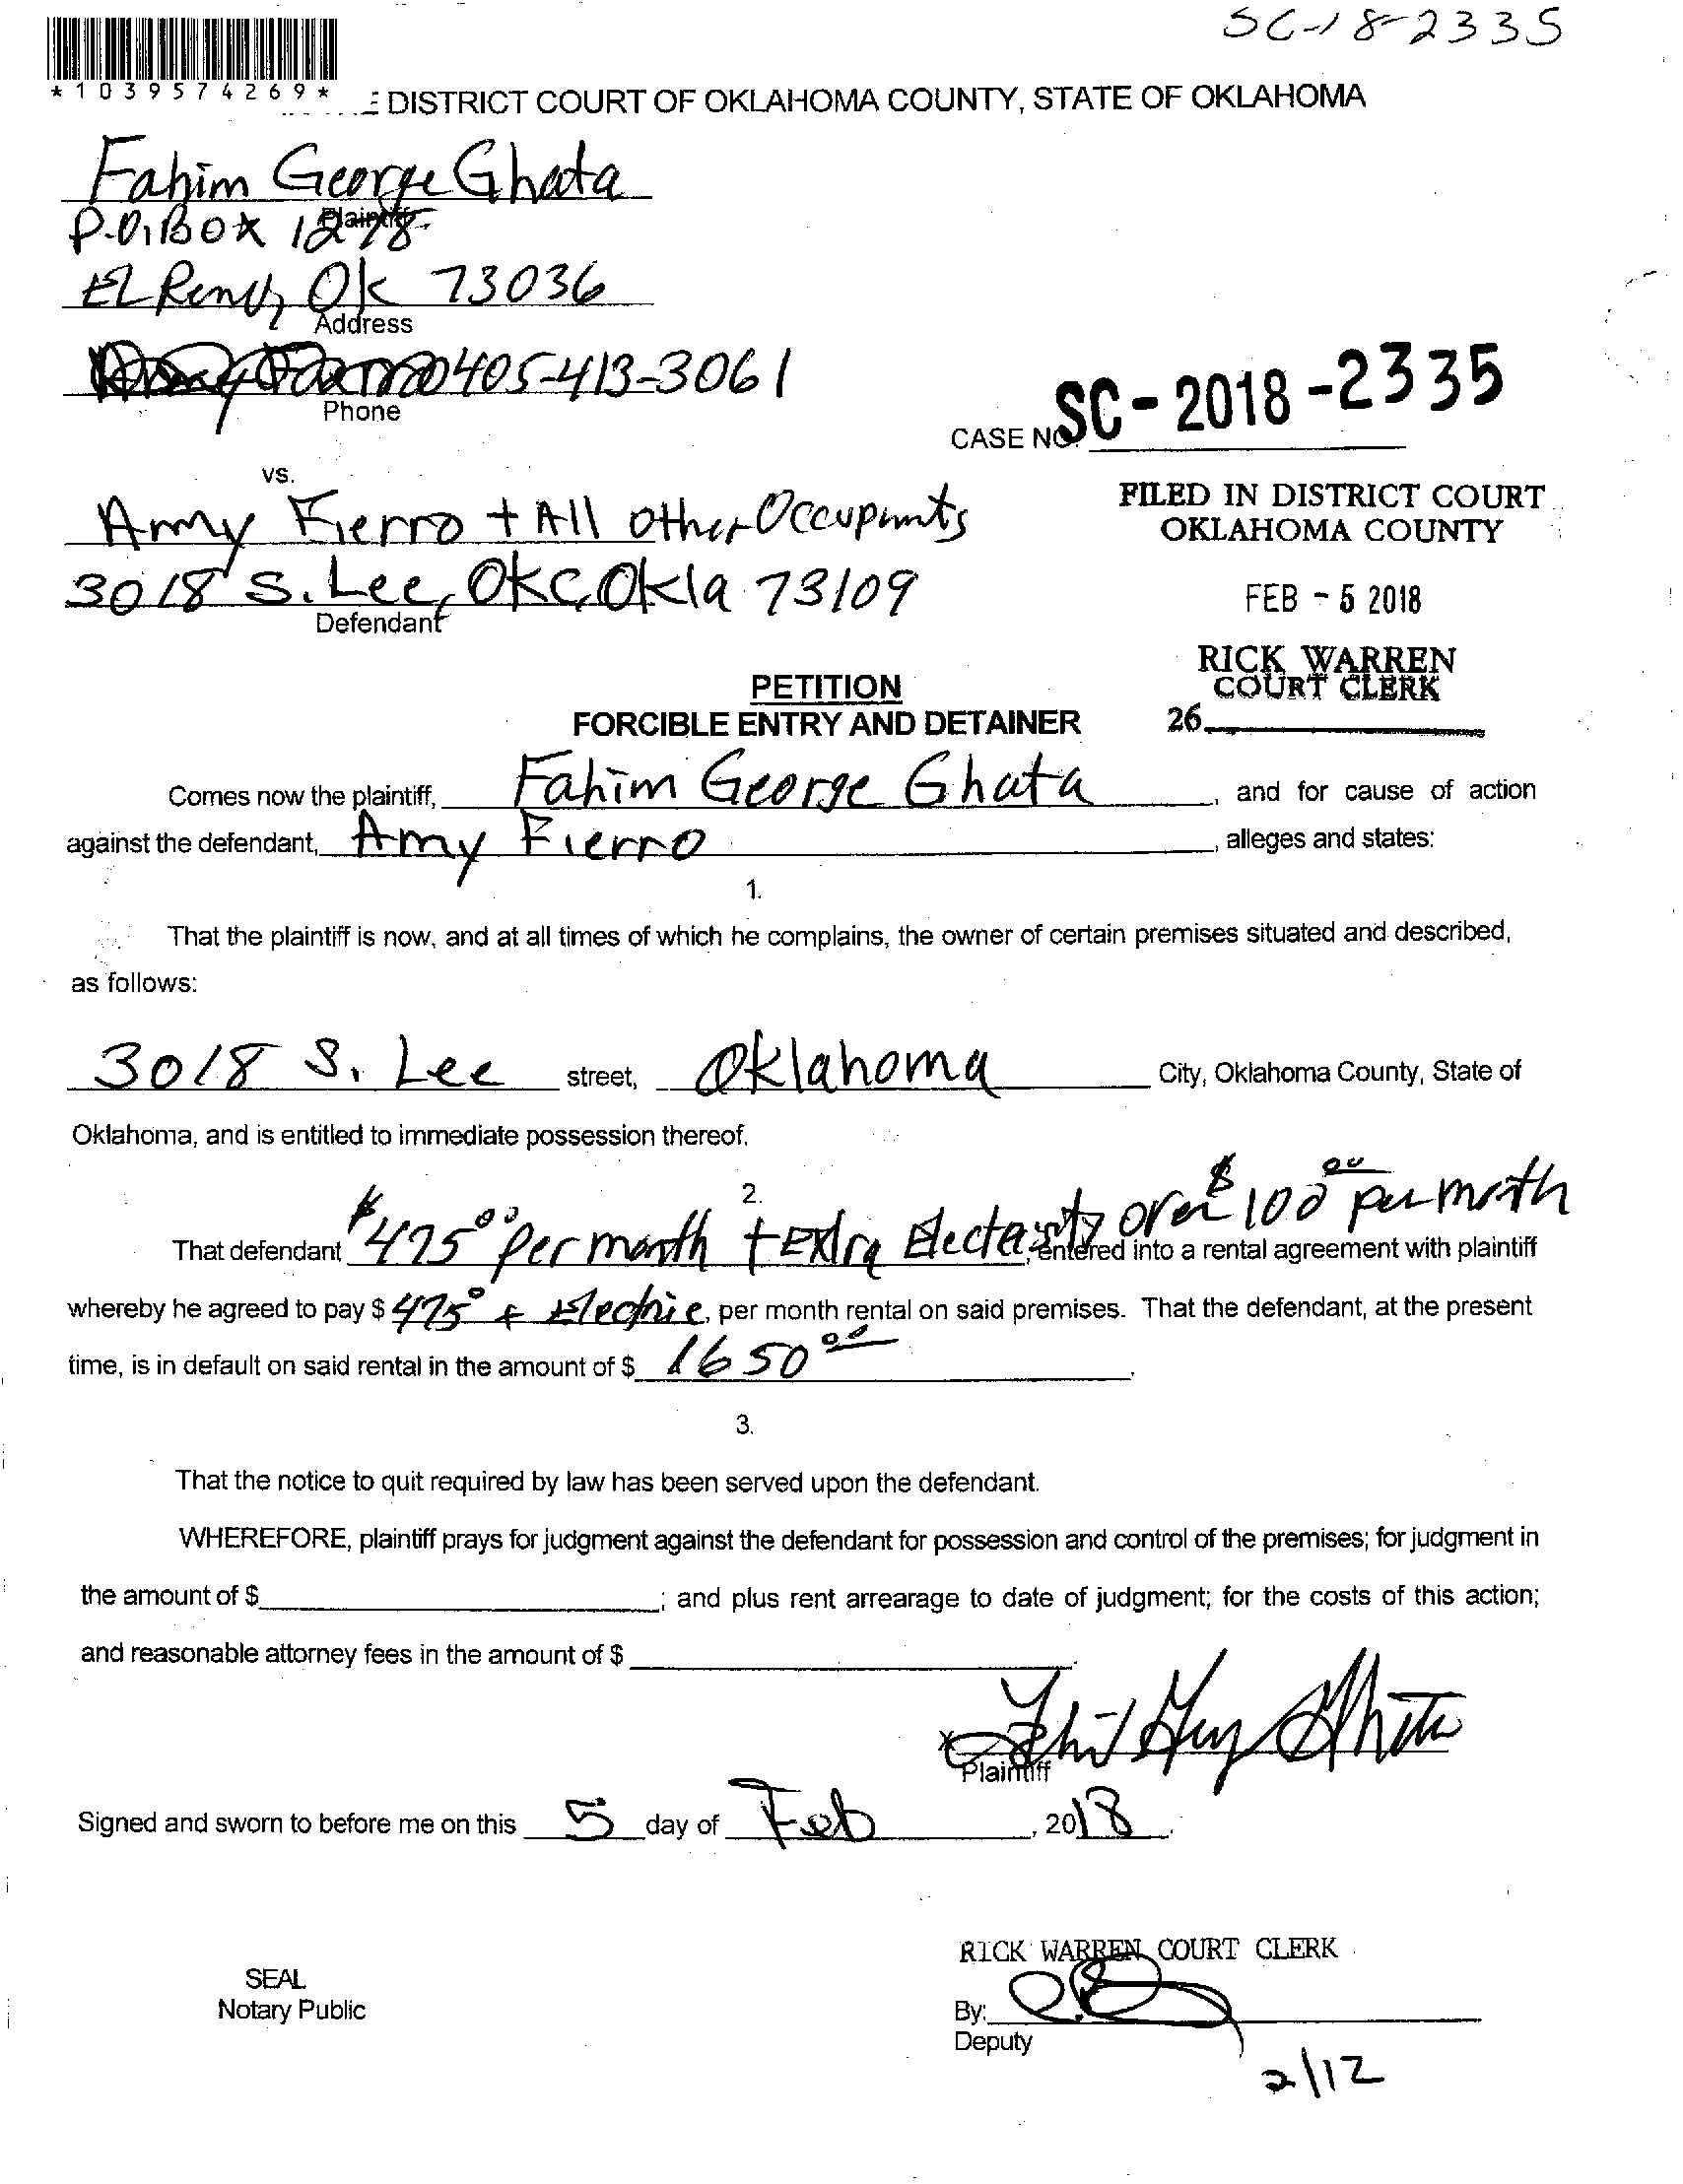 SC-18-2335
*1039574269*
DISTRICT COURT OF OKLAHOMA COUNTY, STATE OF OKLAHOMA
Fahim George Ghata
Plaintiff
P.O. Box 1278
EL Reno, Ok 73036
Address
405-413-3061
Phone
CASE NO. SC-2018-2335
vs.
Amy Fierro + All other Occupants
3018 S. Lee, OKC, Okla 73109
Defendant
FILED IN DISTRICT COURT
OKLAHOMA COUNTY
FEB - 5 2018
RICK WARREN
COURT CLERK
26
PETITION
FORCIBLE ENTRY AND DETAINER
Comes now the plaintiff, Fahim George Ghata, and for cause of action
against the defendant, Amy Fierro, alleges and states:
1.
That the plaintiff is now, and at all times of which he complains, the owner of certain premises situated and described,
as follows:
3018 S. Lee street, Oklahoma City, Oklahoma County, State of
Oklahoma, and is entitled to immediate possession thereof.
2.
That defendant $475.00 per month + Extra over $100.00 per month, entered into a rental agreement with plaintiff
whereby he agreed to pay $ 475.0 + Electric, per month rental on said premises. That the defendant, at the present
time, is in default on said rental in the amount of $ 1650.00.
3.
That the notice to quit required by law has been served upon the defendant.
WHEREFORE, plaintiff prays for judgment against the defendant for possession and control of the premises; for judgment in
the amount of $; and plus rent arrearage to date of judgment; for the costs of this action;
and reasonable attorney fees in the amount of $.
x
Plaintiff
Signed and sworn to before me on this 5 day of Feb, 2018.
RICK WARREN COURT CLERK
SEAL
Notary Public
By:
Deputy
2/12